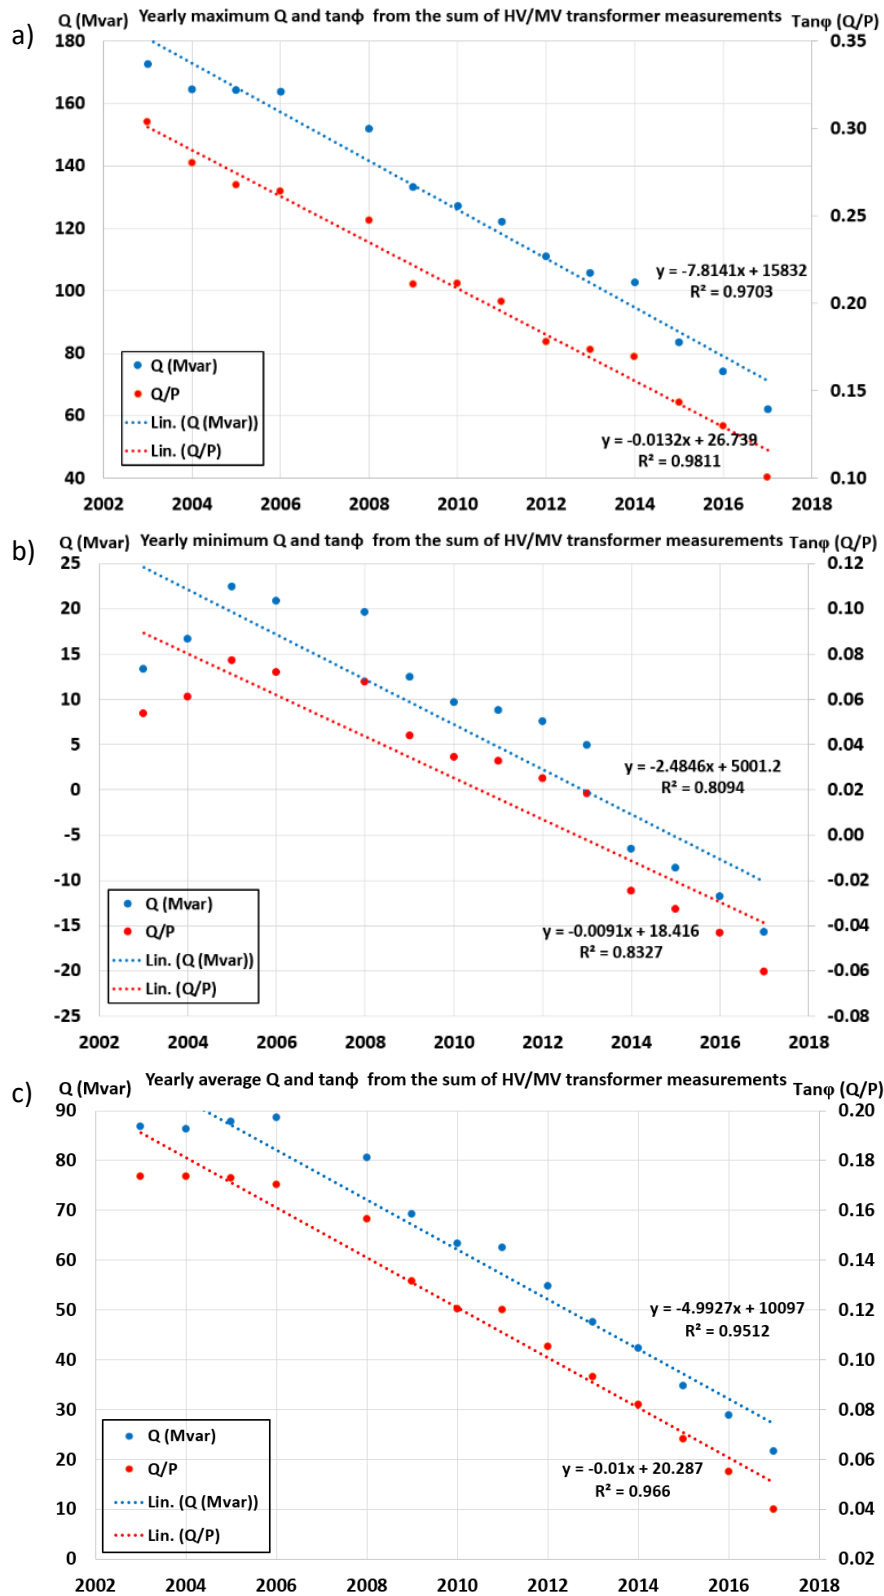 a)
Q (Mvar) Yearly maximum Q and tanϕ from the sum of HV/MV transformer measurements Tanφ (Q/P)
180 0.35
160
0.30
140
0.25
120
y = -7.8141x + 15832
R² = 0.9703
100
0.20
80
Q (Mvar)
Q/P
0.15
60
Lin. (Q (Mvar))
y = -0.0132x + 26.739
Lin. (Q/P)
R² = 0.9811
40 0.10
2002 2004 2006 2008 2010 2012 2014 2016 2018
b)
Q (Mvar) Yearly minimum Q and tanϕ from the sum of HV/MV transformer measurements Tanφ (Q/P)
25 0.12
20 0.10
15 0.08
10 0.06
5 0.04
y = -2.4846x + 5001.2
R² = 0.8094
0 0.02
-5 0.00
-10 -0.02
Q (Mvar)
-15 -0.04
Q/P
y = -0.0091x + 18.416
R² = 0.8327
Lin. (Q (Mvar))
-20 -0.06
Lin. (Q/P)
-25 -0.08
2002 2004 2006 2008 2010 2012 2014 2016 2018
c)
Q (Mvar) Yearly average Q and tanϕ from the sum of HV/MV transformer measurements Tanφ (Q/P)
90 0.20
80 0.18
70 0.16
60 0.14
50 0.12
y = -4.9927x + 10097
R² = 0.9512
40 0.10
30 0.08
Q (Mvar)
20 0.06
Q/P
y = -0.01x + 20.287
R² = 0.966
Lin. (Q (Mvar))
10 0.04
Lin. (Q/P)
0 0.02
2002 2004 2006 2008 2010 2012 2014 2016 2018